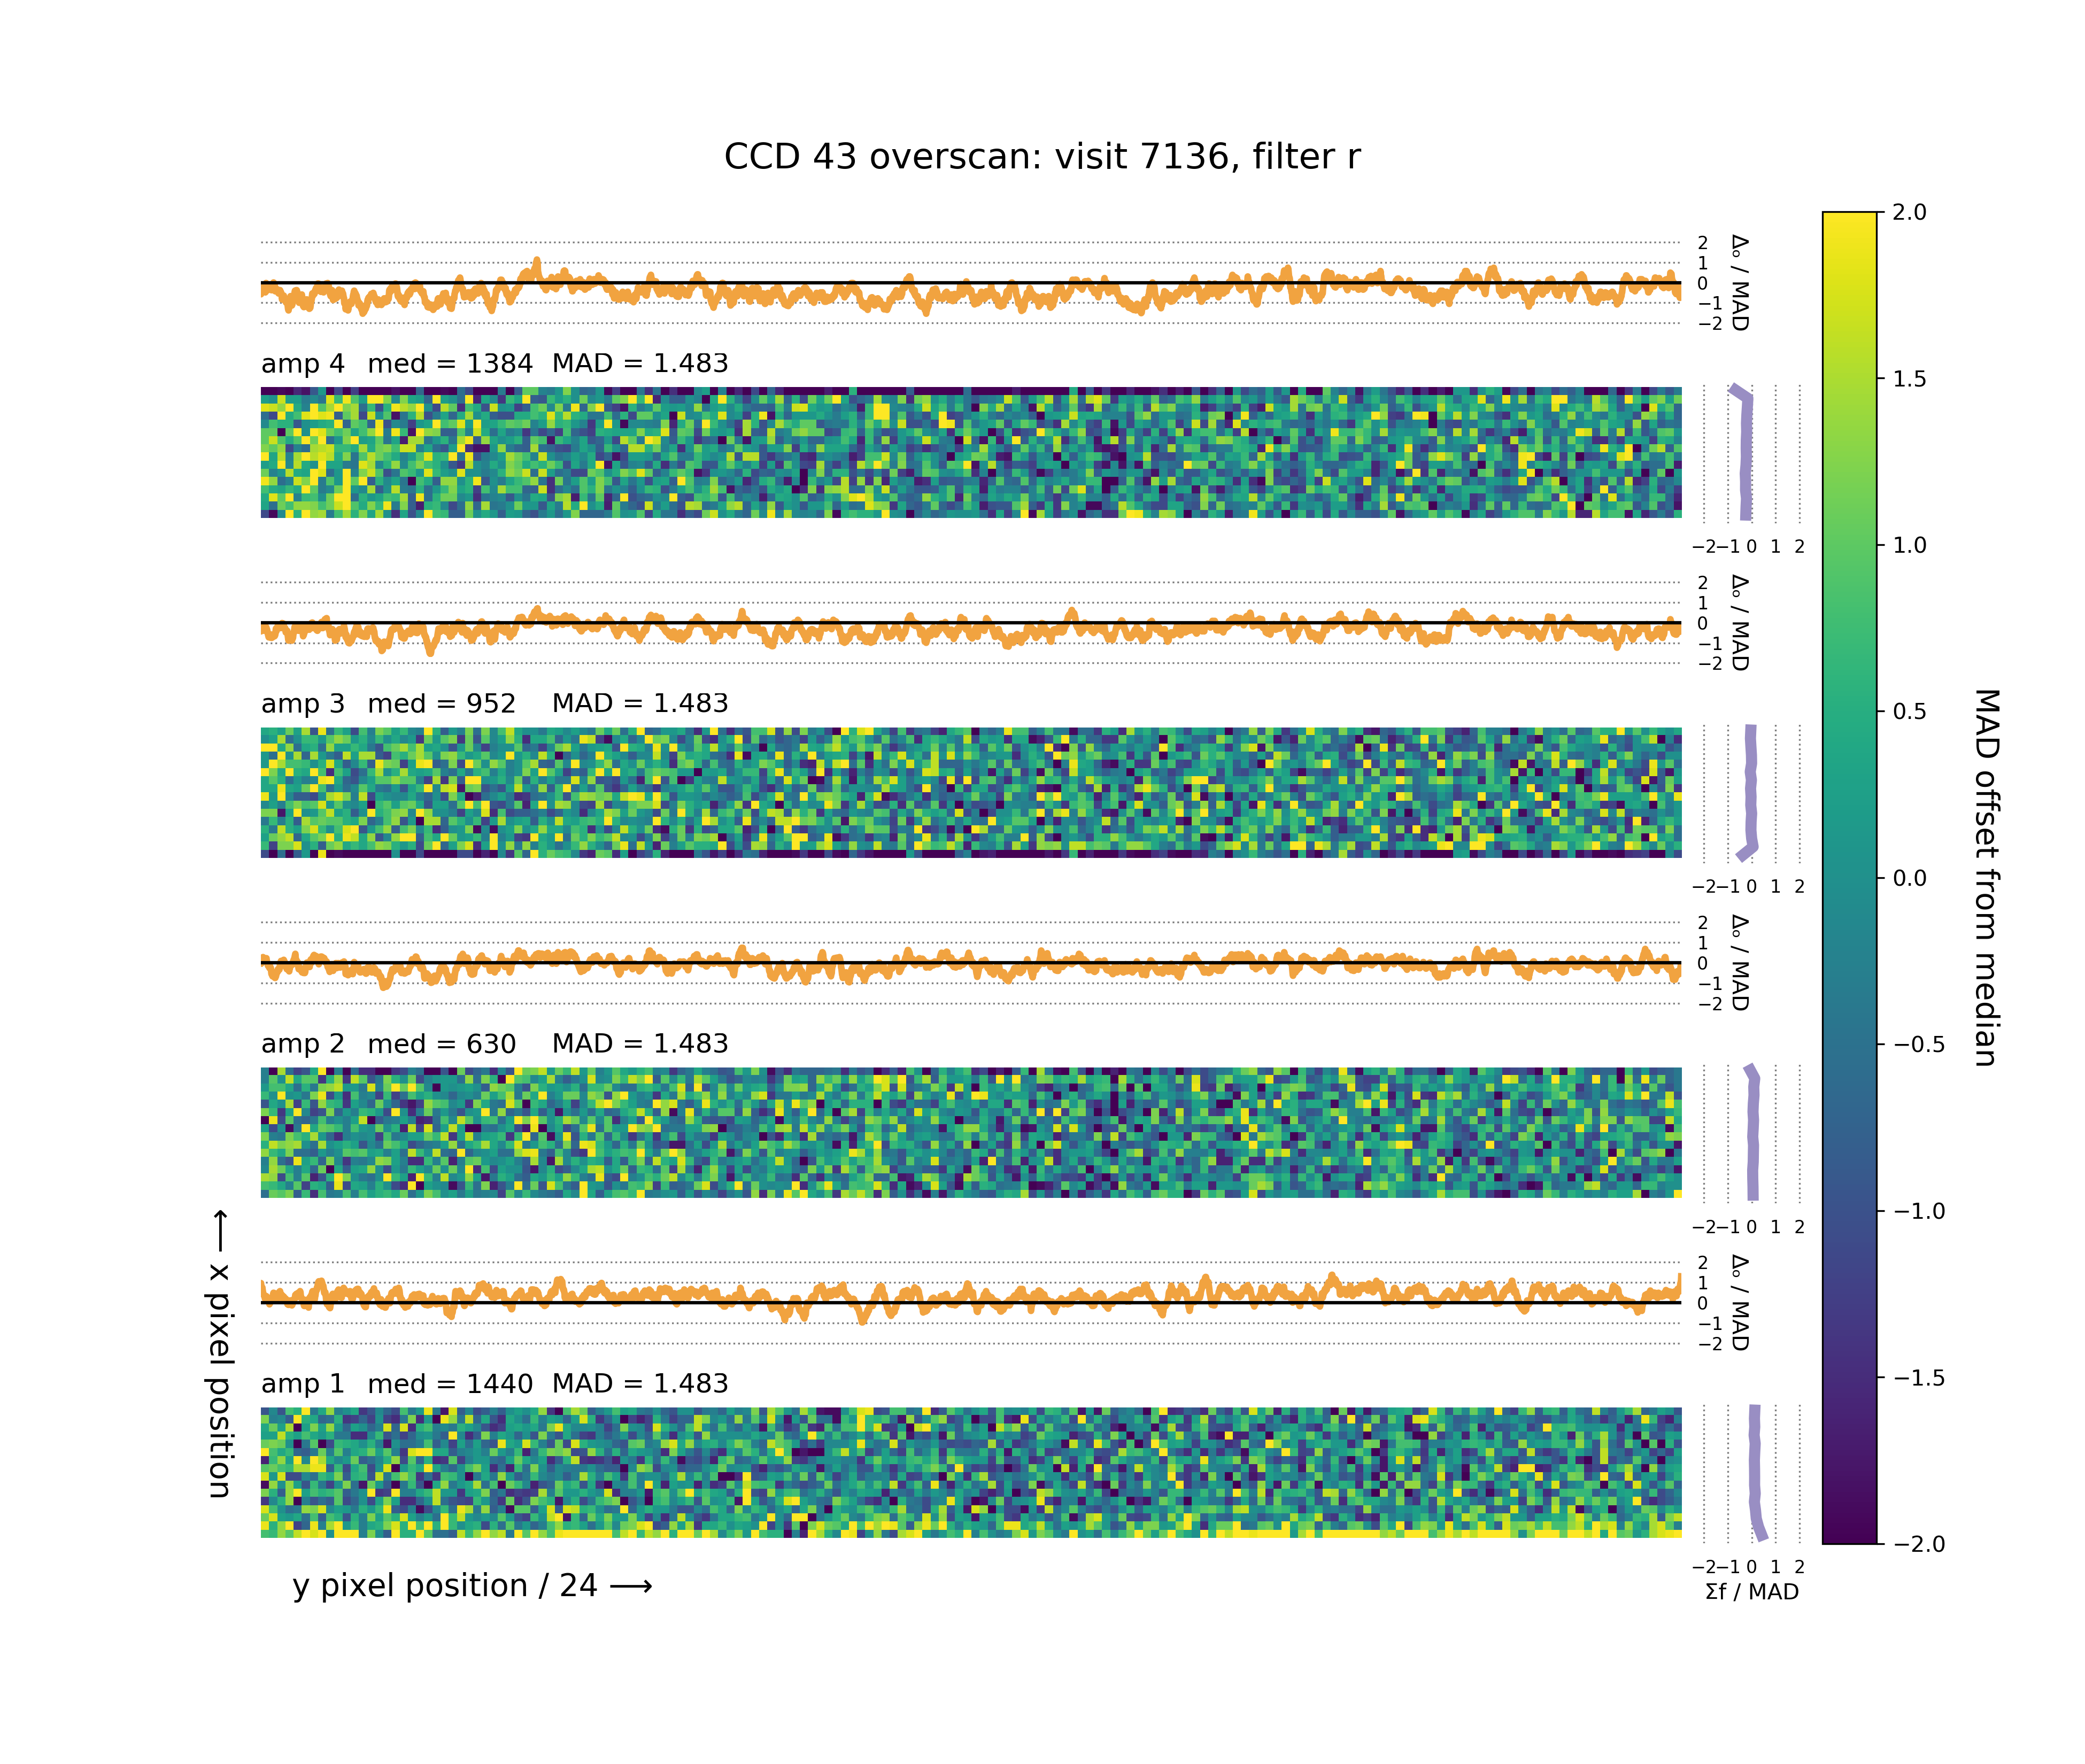 CCD 43 overscan: visit 7136, filter r
2
1
0
−1
−2
Δₒ / MAD
amp 4 med = 1384 MAD = 1.483
−2 −1 0 1 2
2
1
0
−1
−2
Δₒ / MAD
amp 3 med = 952 MAD = 1.483
−2 −1 0 1 2
2
1
0
−1
−2
Δₒ / MAD
amp 2 med = 630 MAD = 1.483
−2 −1 0 1 2
2
1
0
−1
−2
Δₒ / MAD
amp 1 med = 1440 MAD = 1.483
−2 −1 0 1 2
Σf / MAD
⟵ x pixel position
y pixel position / 24 ⟶
2.0
1.5
1.0
0.5
0.0
−0.5
−1.0
−1.5
−2.0
MAD offset from median